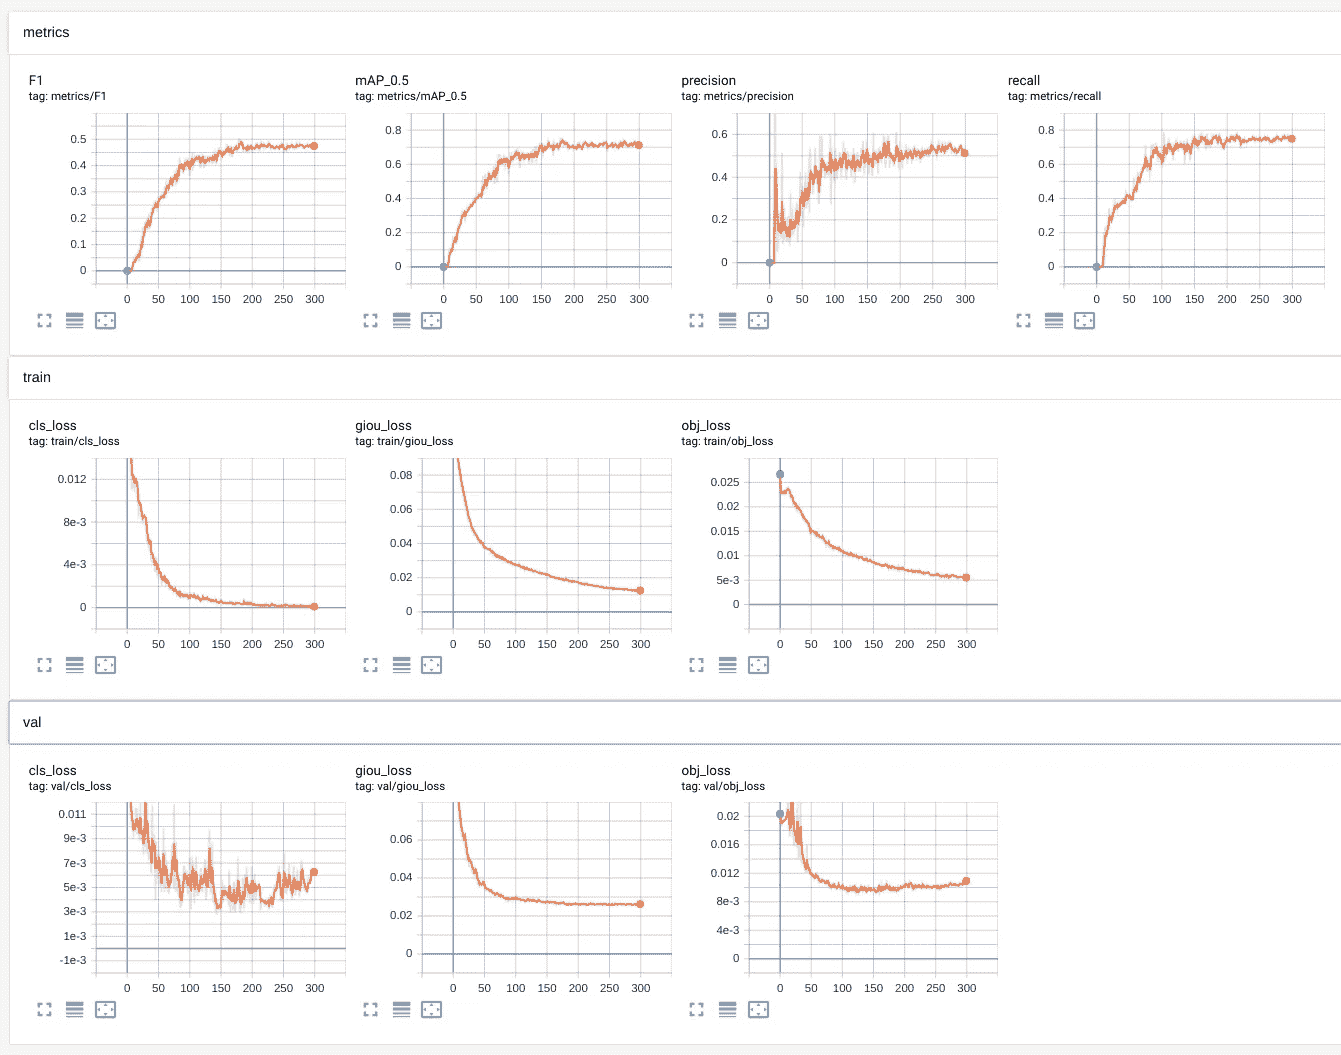 metrics
F1
tag: metrics/F1
0.5
0.4
0.3
0.2
0.1
0
0 50 100 150 200 250 300
mAP_0.5
tag: metrics/mAP_0.5
0.8
0.6
0.4
0.2
0
0 50 100 150 200 250 300
precision
tag: metrics/precision
0.6
0.4
0.2
0
0 50 100 150 200 250 300
recall
tag: metrics/recall
0.8
0.6
0.4
0.2
0
0 50 100 150 200 250 300
train
cls_loss
tag: train/cls_loss
0.012
8e-3
4e-3
0
0 50 100 150 200 250 300
giou_loss
tag: train/giou_loss
0.08
0.06
0.04
0.02
0
0 50 100 150 200 250 300
obj_loss
tag: train/obj_loss
0.025
0.02
0.015
0.01
5e-3
0
0 50 100 150 200 250 300
val
cls_loss
tag: val/cls_loss
0.011
9e-3
7e-3
5e-3
3e-3
1e-3
-1e-3
0 50 100 150 200 250 300
giou_loss
tag: val/giou_loss
0.06
0.04
0.02
0
0 50 100 150 200 250 300
obj_loss
tag: val/obj_loss
0.02
0.016
0.012
8e-3
4e-3
0
0 50 100 150 200 250 300